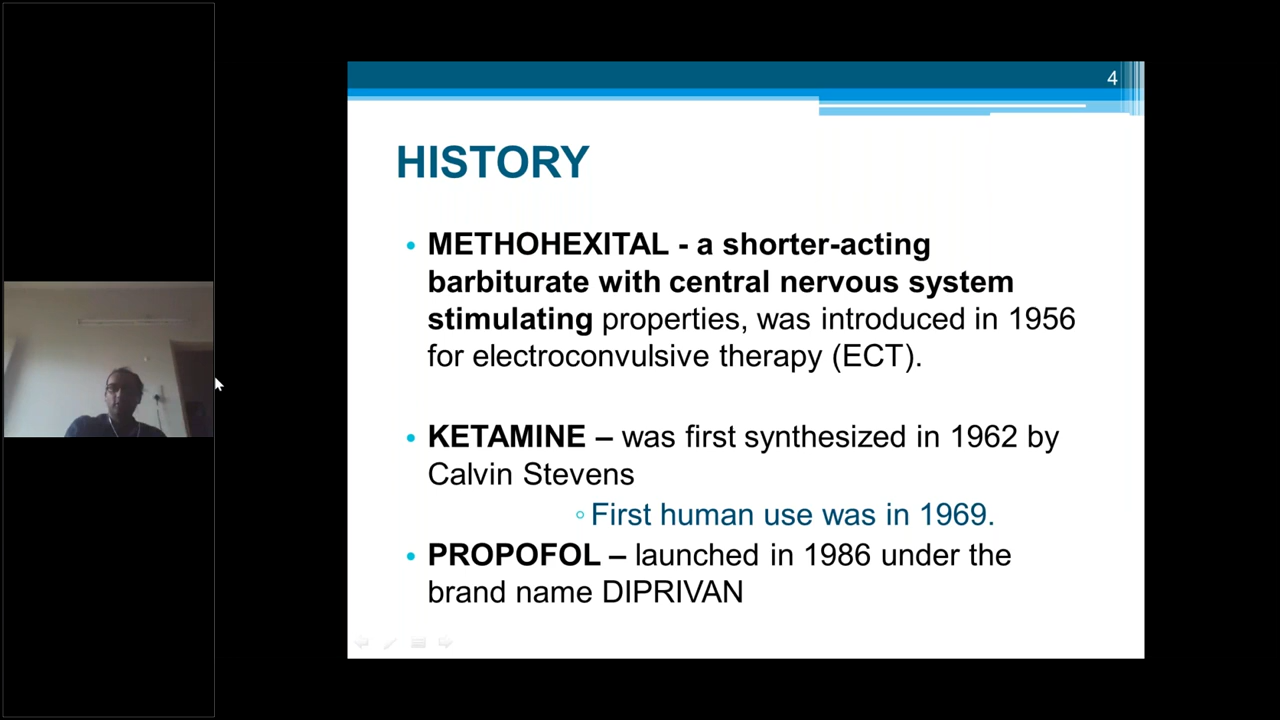 4
HISTORY
• METHOHEXITAL - a shorter-acting
barbiturate with central nervous system
stimulating properties, was introduced in 1956
for electroconvulsive therapy (ECT).
• KETAMINE – was first synthesized in 1962 by
Calvin Stevens
◦ First human use was in 1969.
• PROPOFOL – launched in 1986 under the
brand name DIPRIVAN